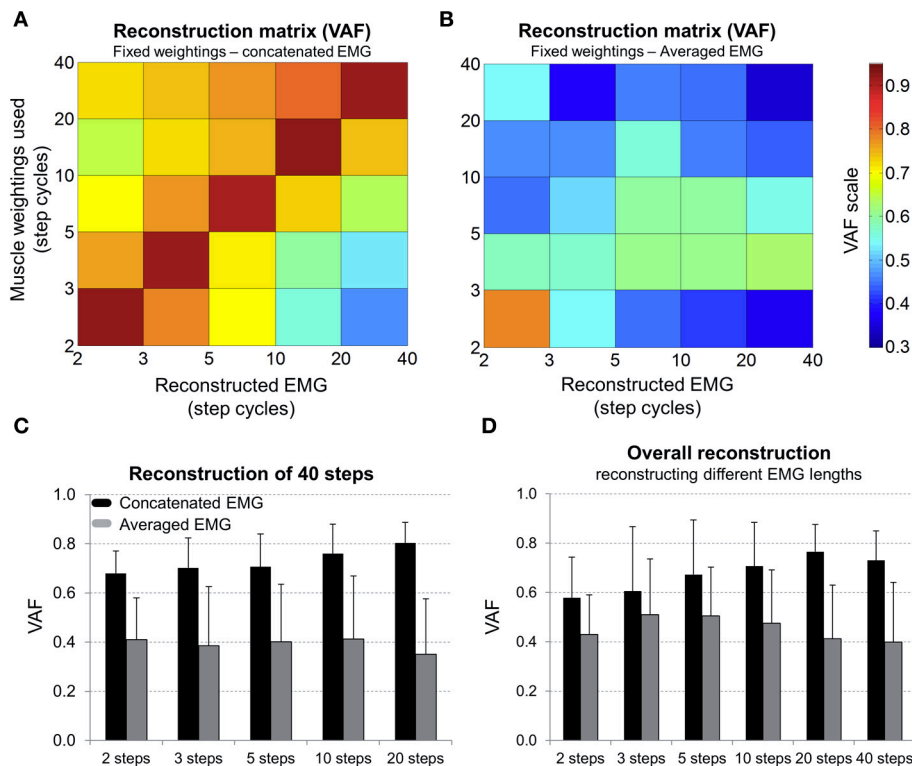 A
Reconstruction matrix (VAF)
Fixed weightings – concatenated EMG
Muscle weightings used
(step cycles)
40
20
10
5
3
2
2 3 5 10 20 40
Reconstructed EMG
(step cycles)
B
Reconstruction matrix (VAF)
Fixed weightings – Averaged EMG
40
20
10
5
3
2
2 3 5 10 20 40
Reconstructed EMG
(step cycles)
0.9
0.8
0.7
0.6
0.5
0.4
0.3
VAF scale
C
Reconstruction of 40 steps
Concatenated EMG
Averaged EMG
VAF
1.0
0.8
0.6
0.4
0.2
0.0
2 steps 3 steps 5 steps 10 steps 20 steps
D
Overall reconstruction
reconstructing different EMG lengths
VAF
1.0
0.8
0.6
0.4
0.2
0.0
2 steps 3 steps 5 steps 10 steps 20 steps 40 steps